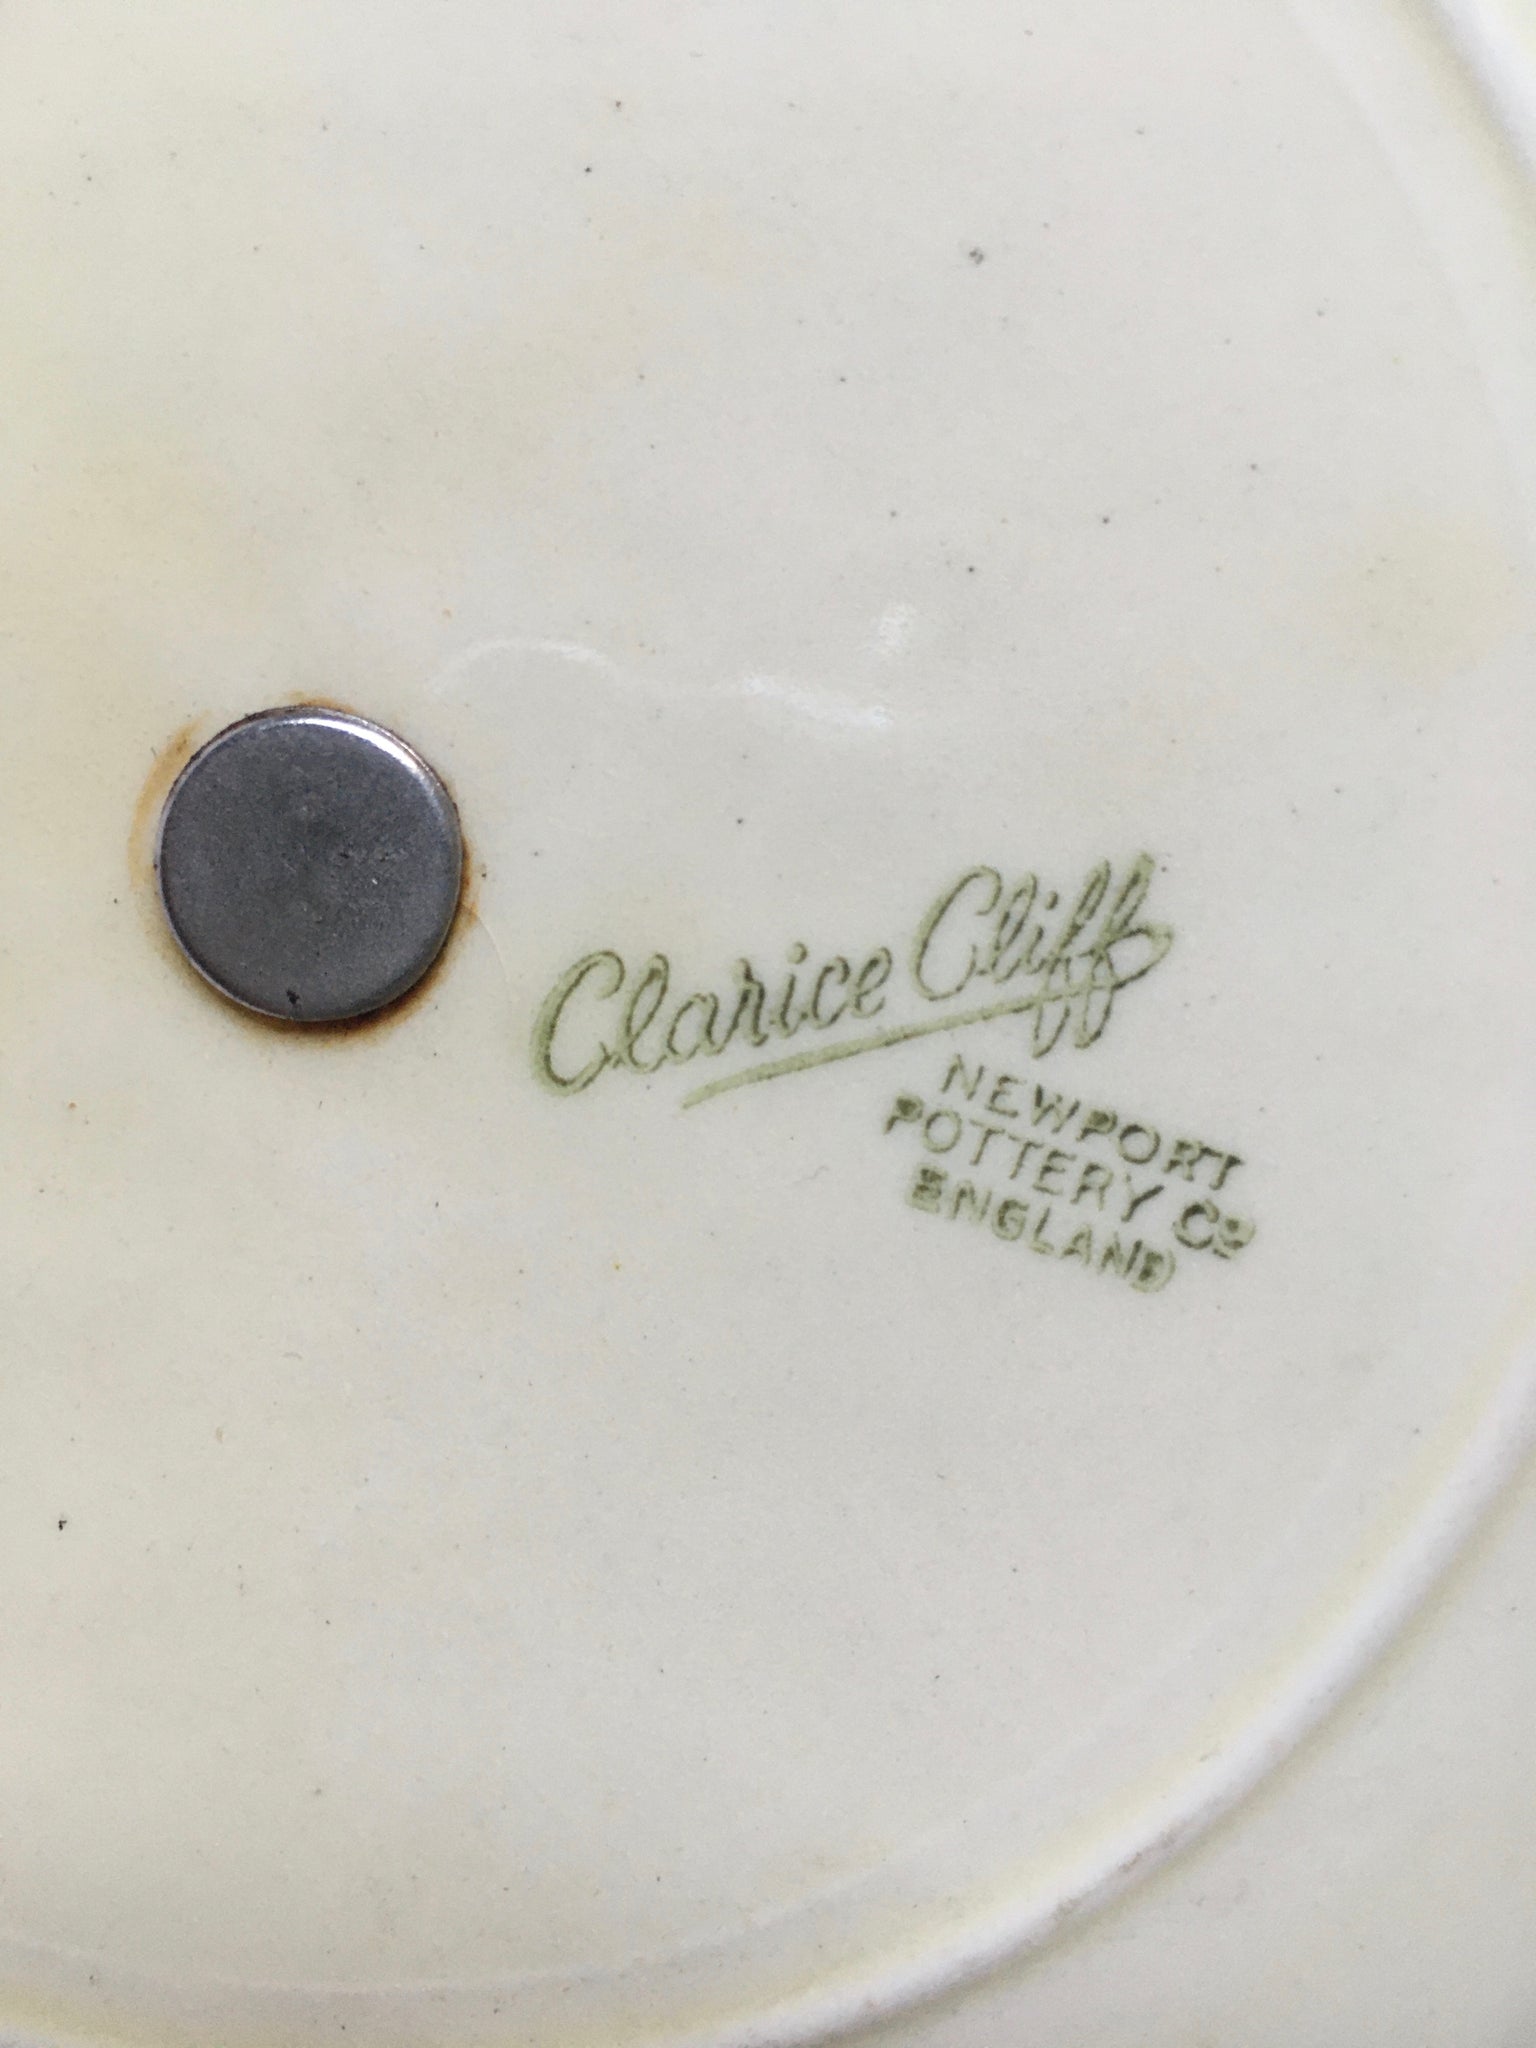 Clarice Cliff
NEWPORT
POTTERY Co
ENGLAND